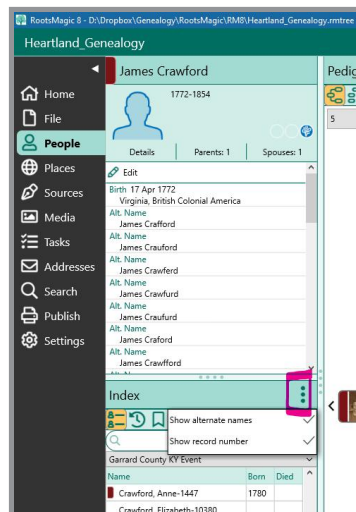 RootsMagic 8 - D:\Dropbox\Genealogy\RootsMagic\RM8\Heartland_Genealogy.rmtree
Heartland_Genealogy
James Crawford
Pedig
1772-1854
Home
5
File
People
Details
Parents: 1
Spouses: 1
Places
Edit
Birth 17 Apr 1772
Virginia, British Colonial America
Sources
Alt. Name
James Crafford
Media
Alt. Name
James Crauford
Tasks
Alt. Name
James Crawferd
Addresses
Alt. Name
James Crawfurd
Search
Alt. Name
James Craufurd
Publish
Alt. Name
James Craford
Settings
Alt. Name
James Crawfford
Index
Show alternate names
Show record number
Garrard County KY Event
Name
Born
Died
Crawford, Anne-1447
1780
Crawford, Elizabeth-10380